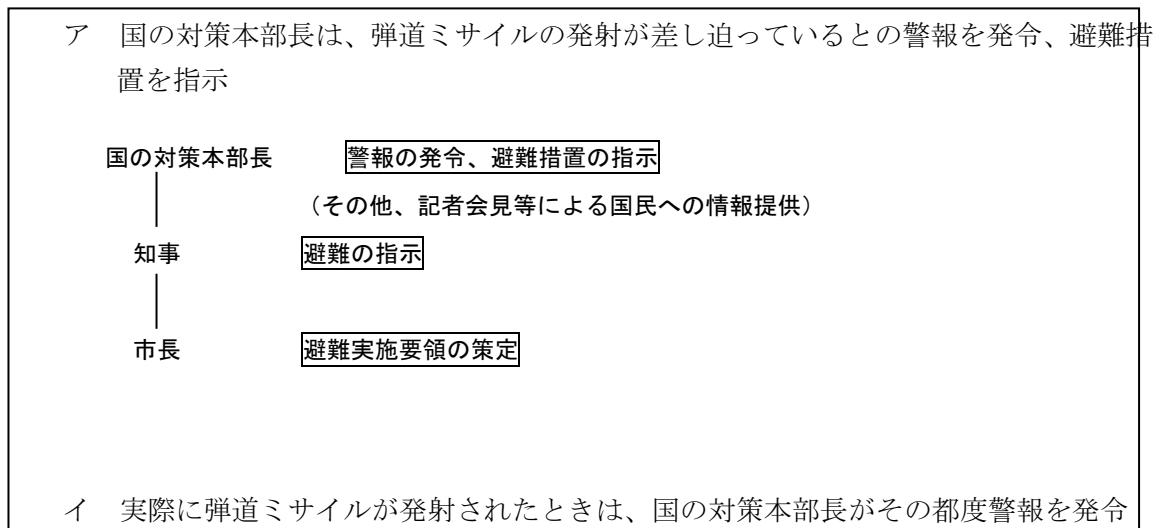 ア 国の対策本部長は、弾道ミサイルの発射が差し迫っているとの警報を発令、避難措
置を指示
国の対策本部長 警報の発令、避難措置の指示
（その他、記者会見等による国民への情報提供）
知事 避難の指示
市長 避難実施要領の策定
イ 実際に弾道ミサイルが発射されたときは、国の対策本部長がその都度警報を発令